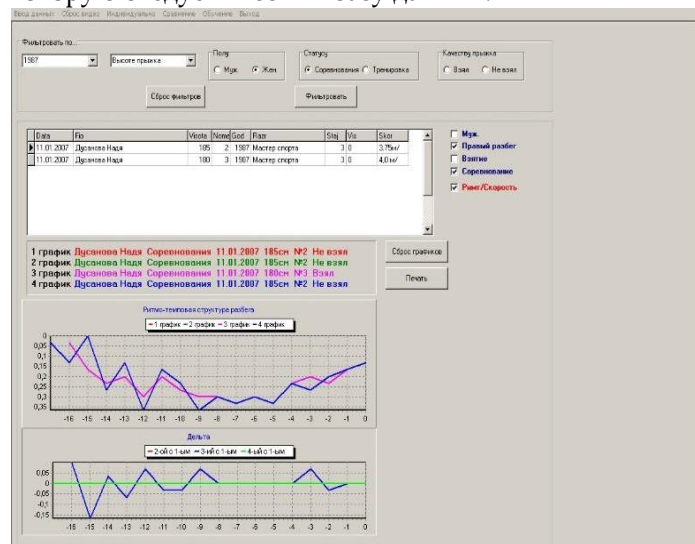 Ввод данных Сброс видео Индивидуально Сравнение Обучение Выход
Фильтровать по...
1987
Высоте прыжка
Полу
Муж. Жен
Статусу
Соревнования Тренировка
Качеству прыжка
Взял Не взял
Сброс фильтров
Фильтровать
Data Fio Visota Nome God Razr Staj Vis Skor
11.01.2007 Дусанова Надя 185 2 1987 Мастер спорта 3 0 3,75м/
11.01.2007 Дусанова Надя 180 3 1987 Мастер спорта 3 0 4,0 м/
Муж.
Правый разбег
Взятие
Соревнование
Ритм/Скорость
1 график Дусанова Надя Соревнования 11.01.2007 185см №2 Не взял
2 график Дусанова Надя Соревнования 11.01.2007 185см №2 Не взял
3 график Дусанова Надя Соревнования 11.01.2007 180см №3 Взял
4 график Дусанова Надя Соревнования 11.01.2007 185см №2 Не взял
Сброс графиков
Печать
Ритмо-темповая структура разбега
1 график 2 график 3 график 4 график
0
0,05
0,1
0,15
0,2
0,25
0,3
0,35
-16 -15 -14 -13 -12 -11 -10 -9 -8 -7 -6 -5 -4 -3 -2 -1 0
Дельта
2-ой с 1-ым 3-ий с 1-ым 4-ый с 1-ым
0,05
0
-0,05
-0,1
-0,15
-16 -15 -14 -13 -12 -11 -10 -9 -8 -7 -6 -5 -4 -3 -2 -1 0